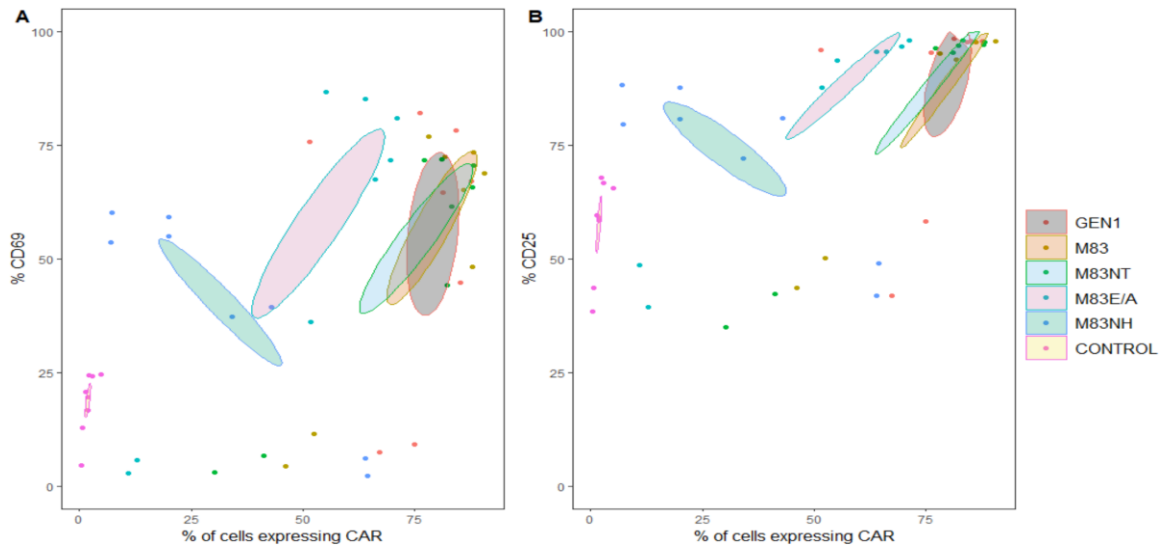 A
B
100
75
50
25
0
% CD69
0
25
50
75
% of cells expressing CAR
100
75
50
25
0
% CD25
0
25
50
75
% of cells expressing CAR
GEN1
M83
M83NT
M83E/A
M83NH
CONTROL